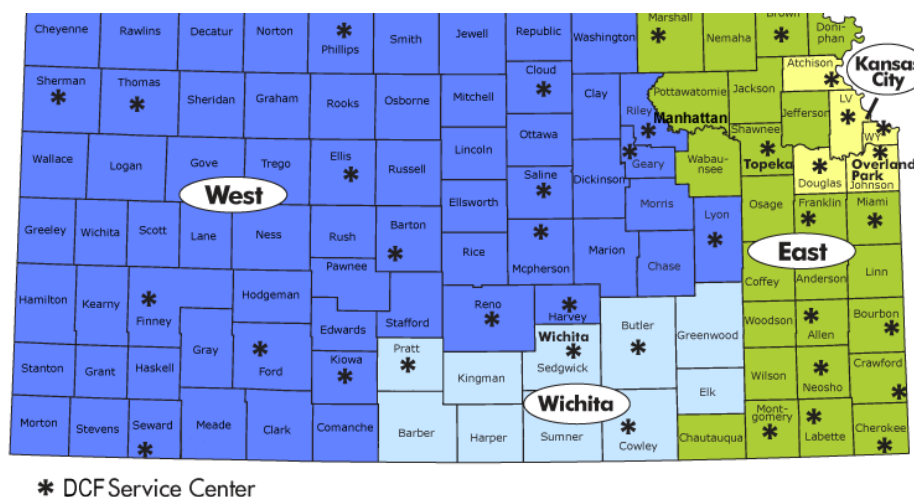 Marshall
Brown
Cheyenne
Rawlins
Decatur
Norton
Phillips
Smith
Jewell
Republic
Washington
Nemaha
Doni-
phan
Atchison
Kansas
City
Sherman
Thomas
Sheridan
Graham
Rooks
Osborne
Mitchell
Cloud
Clay
Riley
Pottawatomie
Manhattan
Jackson
Jefferson
LV
WY
Wallace
Logan
Gove
Trego
Ellis
Russell
Lincoln
Ottawa
Saline
Dickinson
Geary
Wabau-
nsee
Shawnee
Topeka
Douglas
Overland
Park
Johnson
West
Ellsworth
Morris
Lyon
Osage
Franklin
Miami
Greeley
Wichita
Scott
Lane
Ness
Rush
Barton
Rice
Mcpherson
Marion
Chase
East
Coffey
Anderson
Linn
Hamilton
Kearny
Finney
Hodgeman
Pawnee
Edwards
Stafford
Reno
Harvey
Butler
Greenwood
Woodson
Allen
Bourbon
Stanton
Grant
Haskell
Gray
Ford
Kiowa
Pratt
Kingman
Wichita
Sedgwick
Elk
Wilson
Neosho
Crawford
Wichita
Morton
Stevens
Seward
Meade
Clark
Comanche
Barber
Harper
Sumner
Cowley
Chautauqua
Mont-
gomery
Labette
Cherokee
DCF Service Center